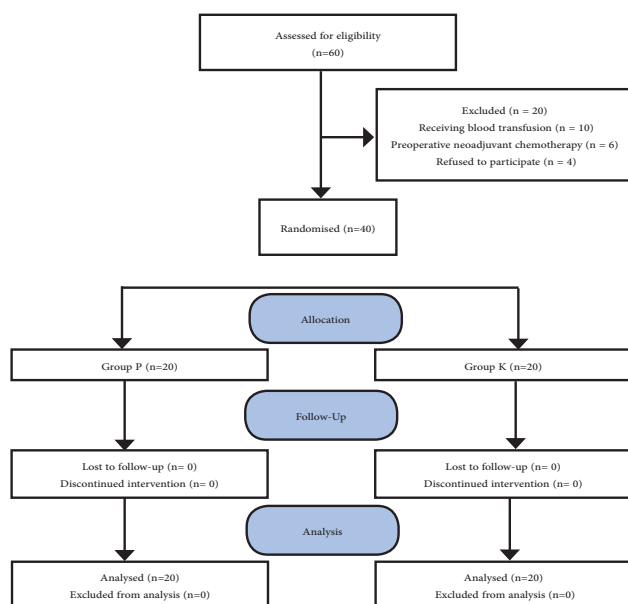 Assessed for eligibility
(n=60)
Excluded (n = 20)
Receiving blood transfusion (n = 10)
Preoperative neoadjuvant chemotherapy (n = 6)
Refused to participate (n = 4)
Randomised (n=40)
Allocation
Group P (n=20)
Group K (n=20)
Follow-Up
Lost to follow-up (n= 0)
Discontinued intervention (n= 0)
Lost to follow-up (n= 0)
Discontinued intervention (n= 0)
Analysis
Analysed (n=20)
Excluded from analysis (n=0)
Analysed (n=20)
Excluded from analysis (n=0)